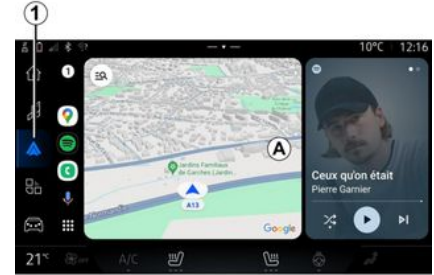 1
10°C 12:16
1
A
Jardins Familiaux
de Garches (Jardin...
A13
Google
Ceux qu'on était
Pierre Garnier
21°C
OFF
A/C